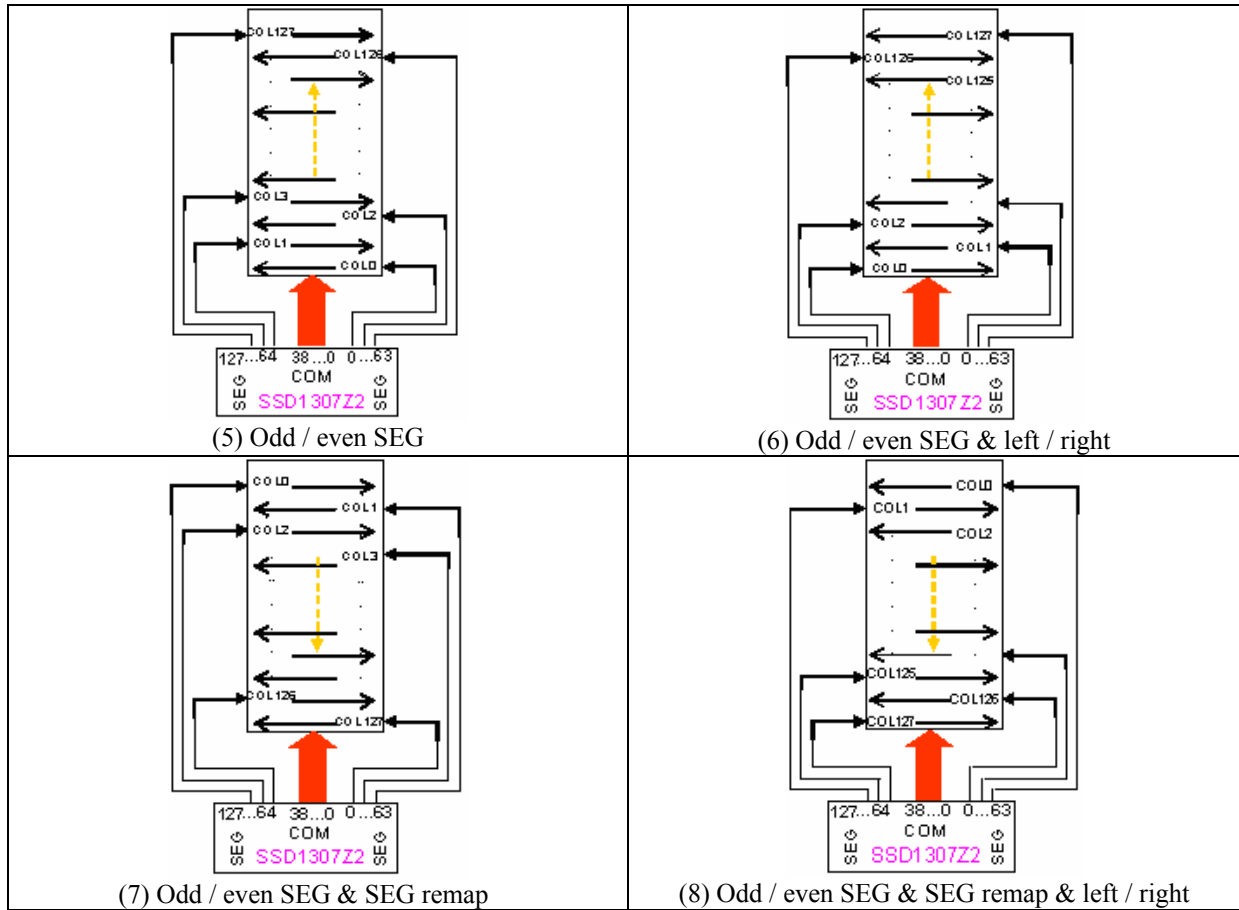 COL127
COL126
COL3
COL2
COL1
COL0
127...64 38...0 0...63
SEG COM SEG
SSD1307Z2
(5) Odd / even SEG
COL127
COL126
COL125
COL2
COL1
COL0
127...64 38...0 0...63
SEG COM SEG
SSD1307Z2
(6) Odd / even SEG & left / right
COL0
COL1
COL2
COL3
COL126
COL127
127...64 38...0 0...63
SEG COM SEG
SSD1307Z2
(7) Odd / even SEG & SEG remap
COL0
COL1
COL2
COL125
COL126
COL127
127...64 38...0 0...63
SEG COM SEG
SSD1307Z2
(8) Odd / even SEG & SEG remap & left / right